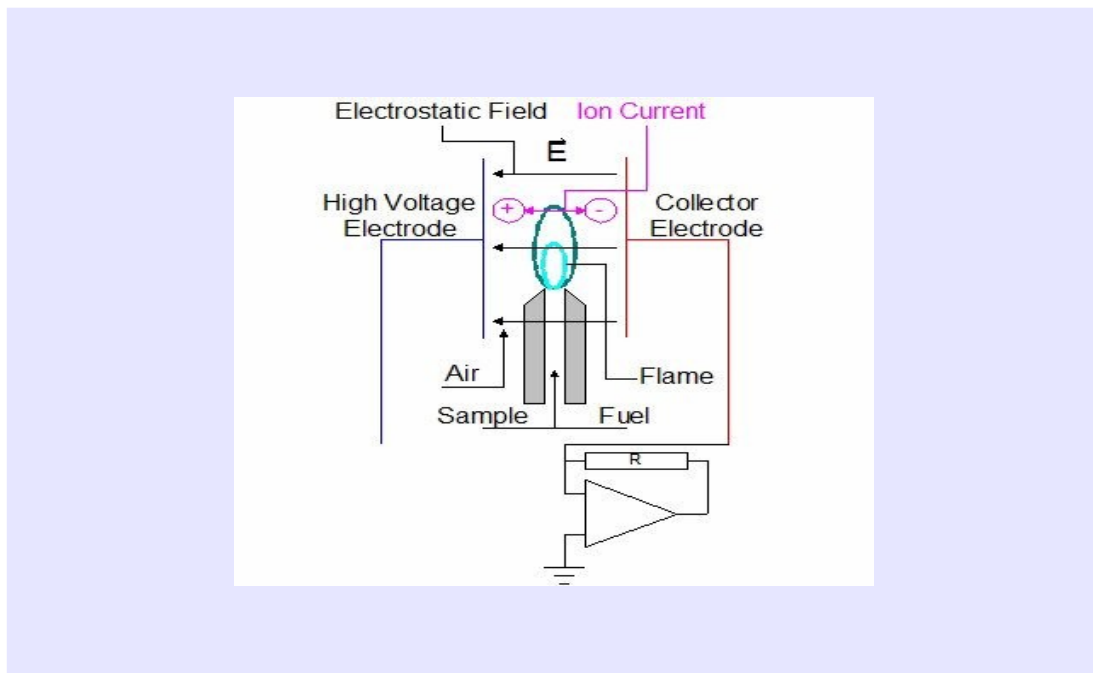 Electrostatic Field Ion Current
E
High Voltage
Electrode
+ -
Collector
Electrode
Air
Flame
Sample Fuel
R